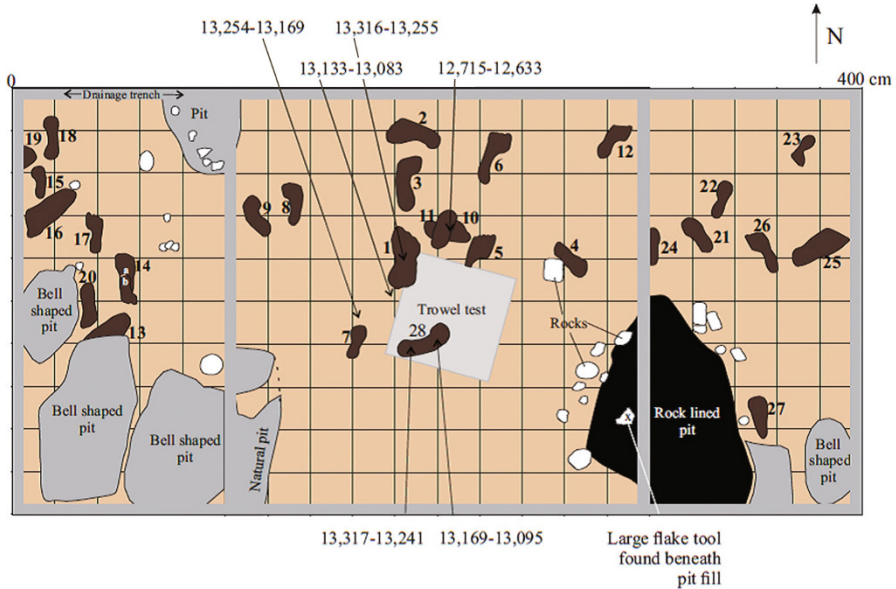 13,254-13,169
13,316-13,255
13,133-13,083
12,715-12,633
N
0
400 cm
Drainage trench
Pit
19
18
2
12
23
6
15
3
22
16
9
8
17
11
10
1
5
4
24
21
26
25
14
a
b
20
Bell
shaped
pit
Trowel test
Rocks
13
7
28
Bell shaped
pit
Bell shaped
pit
Natural pit
x
Rock lined
pit
27
Bell
shaped
pit
13,317-13,241
13,169-13,095
Large flake tool
found beneath
pit fill